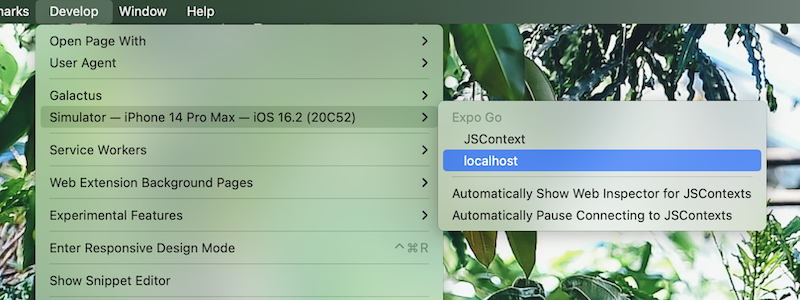 marks Develop Window Help
Open Page With
User Agent
Galactus
Simulator — iPhone 14 Pro Max — iOS 16.2 (20C52)
Service Workers
Web Extension Background Pages
Experimental Features
Enter Responsive Design Mode ^⌘R
Show Snippet Editor
Expo Go
JSContext
localhost
Automatically Show Web Inspector for JSContexts
Automatically Pause Connecting to JSContexts